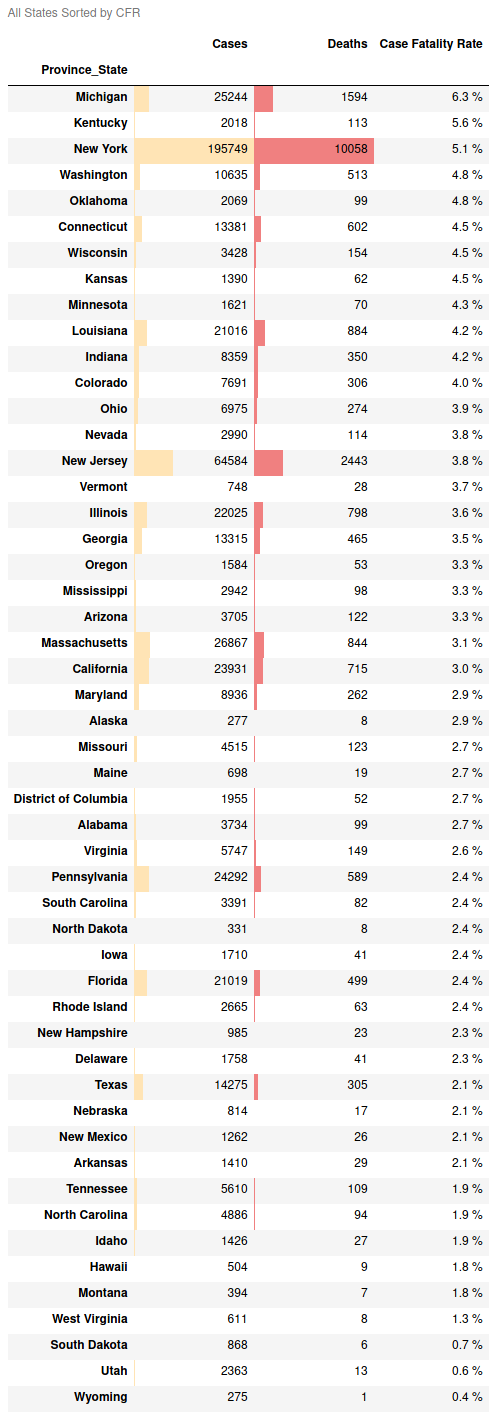 All States Sorted by CFR
Cases Deaths Case Fatality Rate
Province_State
Michigan 25244 1594 6.3 %
Kentucky 2018 113 5.6 %
New York 195749 10058 5.1 %
Washington 10635 513 4.8 %
Oklahoma 2069 99 4.8 %
Connecticut 13381 602 4.5 %
Wisconsin 3428 154 4.5 %
Kansas 1390 62 4.5 %
Minnesota 1621 70 4.3 %
Louisiana 21016 884 4.2 %
Indiana 8359 350 4.2 %
Colorado 7691 306 4.0 %
Ohio 6975 274 3.9 %
Nevada 2990 114 3.8 %
New Jersey 64584 2443 3.8 %
Vermont 748 28 3.7 %
Illinois 22025 798 3.6 %
Georgia 13315 465 3.5 %
Oregon 1584 53 3.3 %
Mississippi 2942 98 3.3 %
Arizona 3705 122 3.3 %
Massachusetts 26867 844 3.1 %
California 23931 715 3.0 %
Maryland 8936 262 2.9 %
Alaska 277 8 2.9 %
Missouri 4515 123 2.7 %
Maine 698 19 2.7 %
District of Columbia 1955 52 2.7 %
Alabama 3734 99 2.7 %
Virginia 5747 149 2.6 %
Pennsylvania 24292 589 2.4 %
South Carolina 3391 82 2.4 %
North Dakota 331 8 2.4 %
Iowa 1710 41 2.4 %
Florida 21019 499 2.4 %
Rhode Island 2665 63 2.4 %
New Hampshire 985 23 2.3 %
Delaware 1758 41 2.3 %
Texas 14275 305 2.1 %
Nebraska 814 17 2.1 %
New Mexico 1262 26 2.1 %
Arkansas 1410 29 2.1 %
Tennessee 5610 109 1.9 %
North Carolina 4886 94 1.9 %
Idaho 1426 27 1.9 %
Hawaii 504 9 1.8 %
Montana 394 7 1.8 %
West Virginia 611 8 1.3 %
South Dakota 868 6 0.7 %
Utah 2363 13 0.6 %
Wyoming 275 1 0.4 %